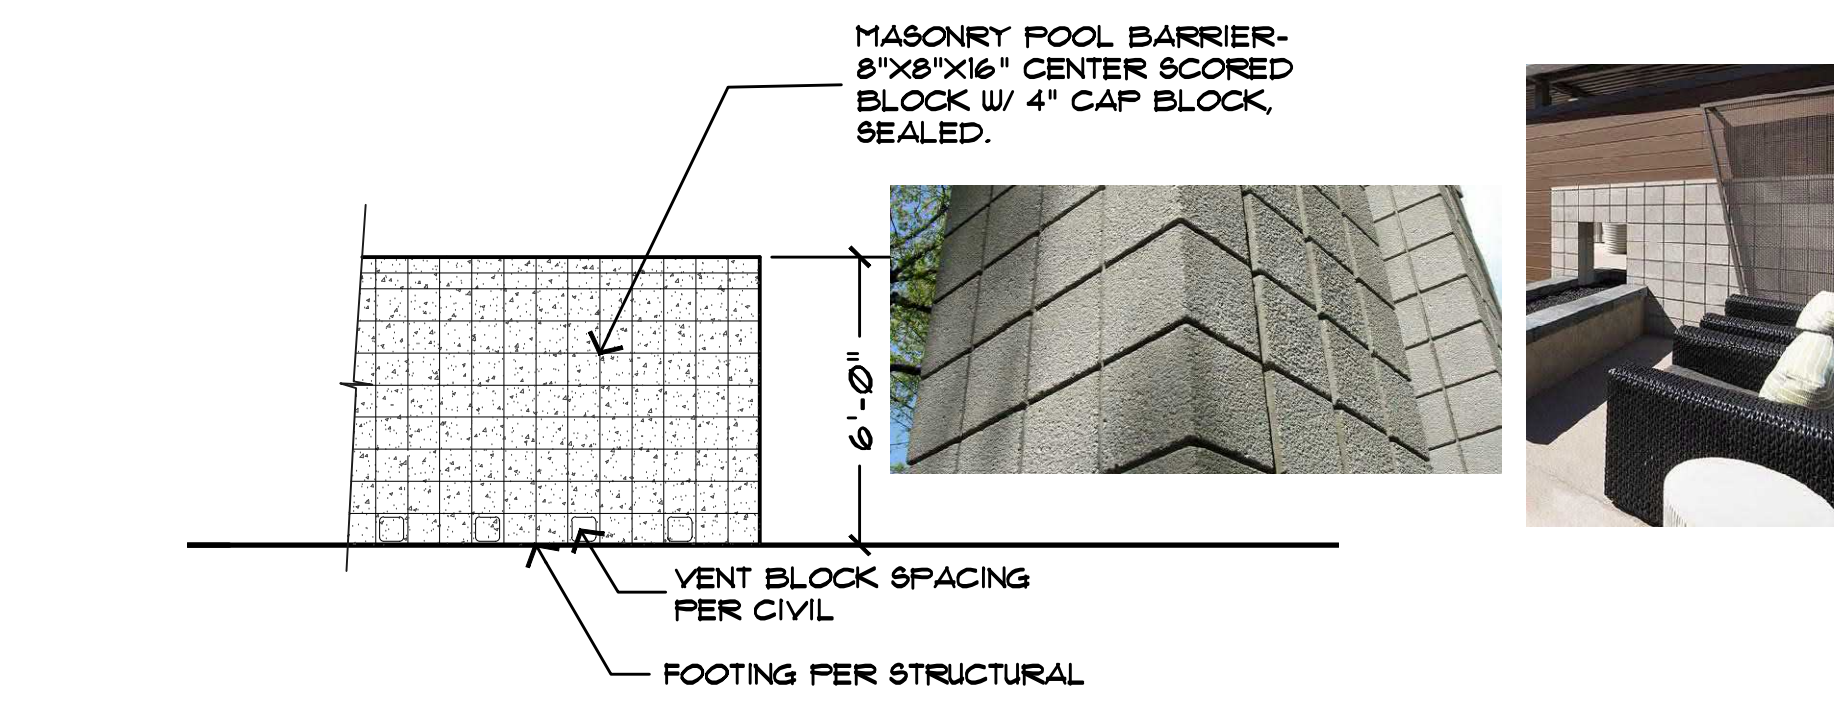 MASONRY POOL BARRIER-
8"X8"X16" CENTER SCORED
BLOCK W/ 4" CAP BLOCK,
SEALED.
6'-0"
VENT BLOCK SPACING
PER CIVIL
FOOTING PER STRUCTURAL